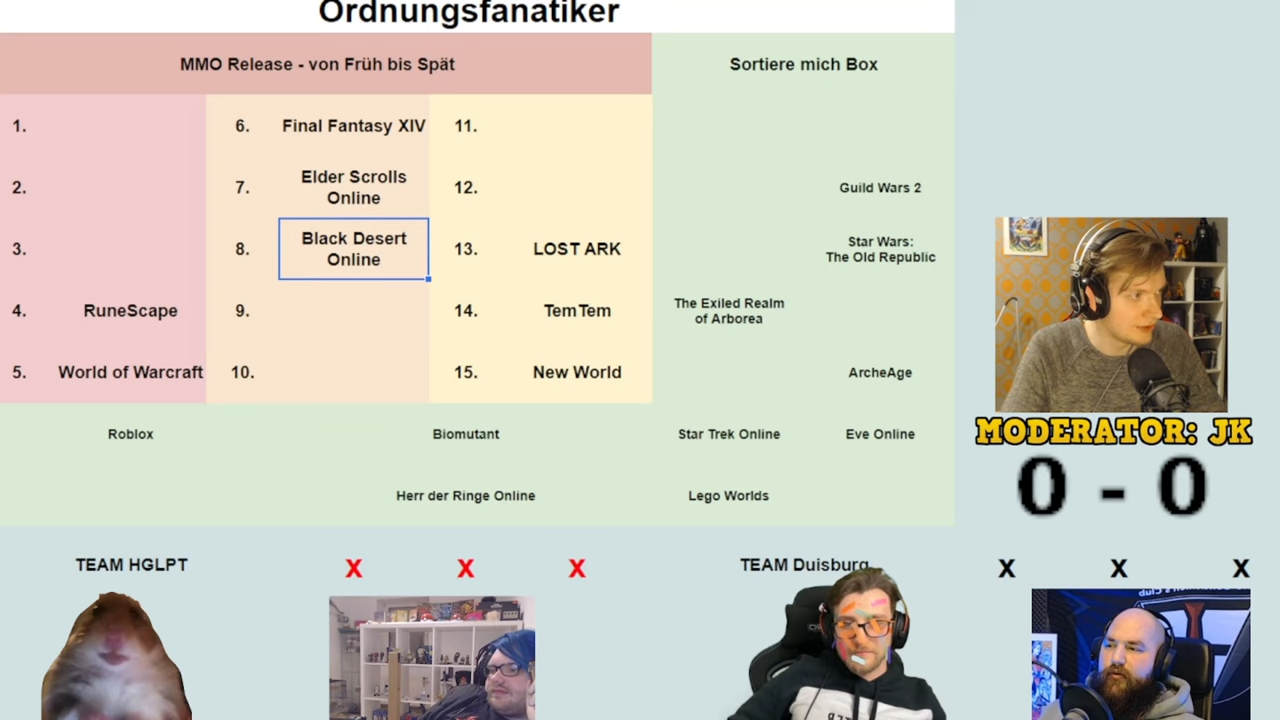 Ordnungsfanatiker
MMO Release - von Früh bis Spät
Sortiere mich Box
1.
6. Final Fantasy XIV
11.
2.
7. Elder Scrolls
Online
12.
Guild Wars 2
3.
8. Black Desert
Online
13. LOST ARK
Star Wars:
The Old Republic
4. RuneScape
9.
14. TemTem
The Exiled Realm
of Arborea
5. World of Warcraft
10.
15. New World
ArcheAge
Roblox
Biomutant
Star Trek Online
Eve Online
Herr der Ringe Online
Lego Worlds
MODERATOR: JK
0 - 0
TEAM HGLPT
X X X
TEAM Duisburg
X X X